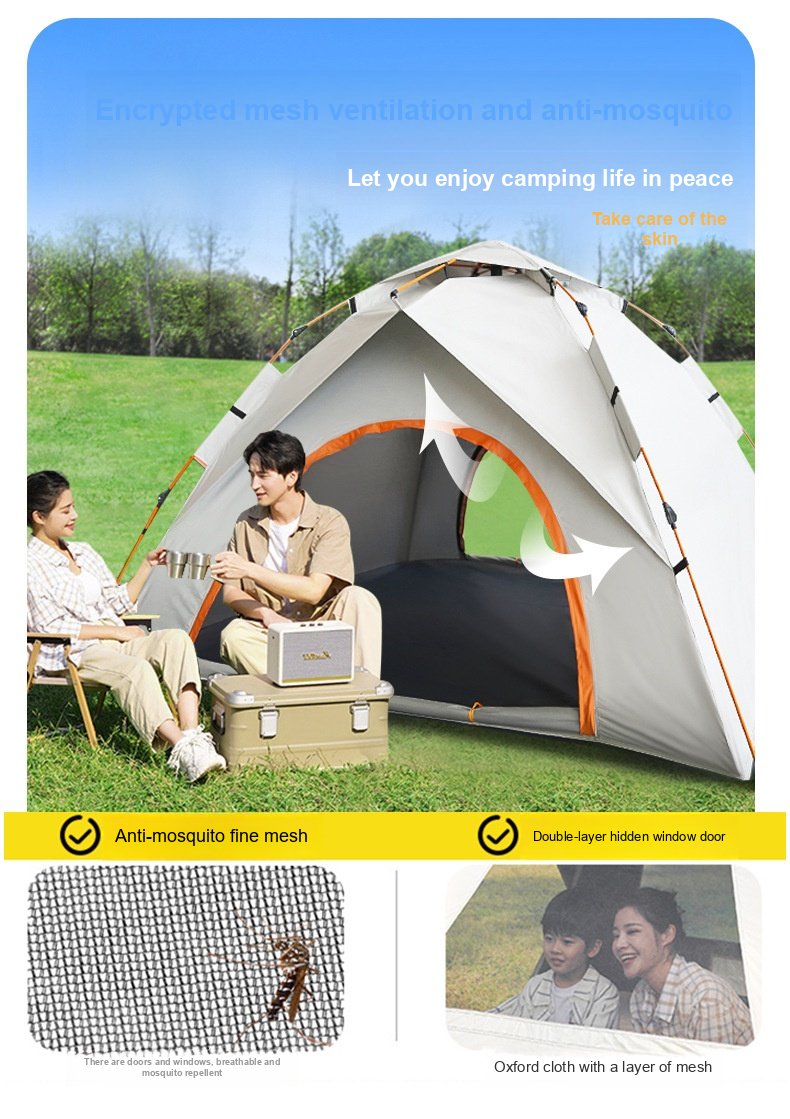 Encrypted mesh ventilation and anti-mosquito
Let you enjoy camping life in peace
Take care of the
skin
Anti-mosquito fine mesh
Double-layer hidden window door
There are doors and windows, breathable and
mosquito repellent
Oxford cloth with a layer of mesh